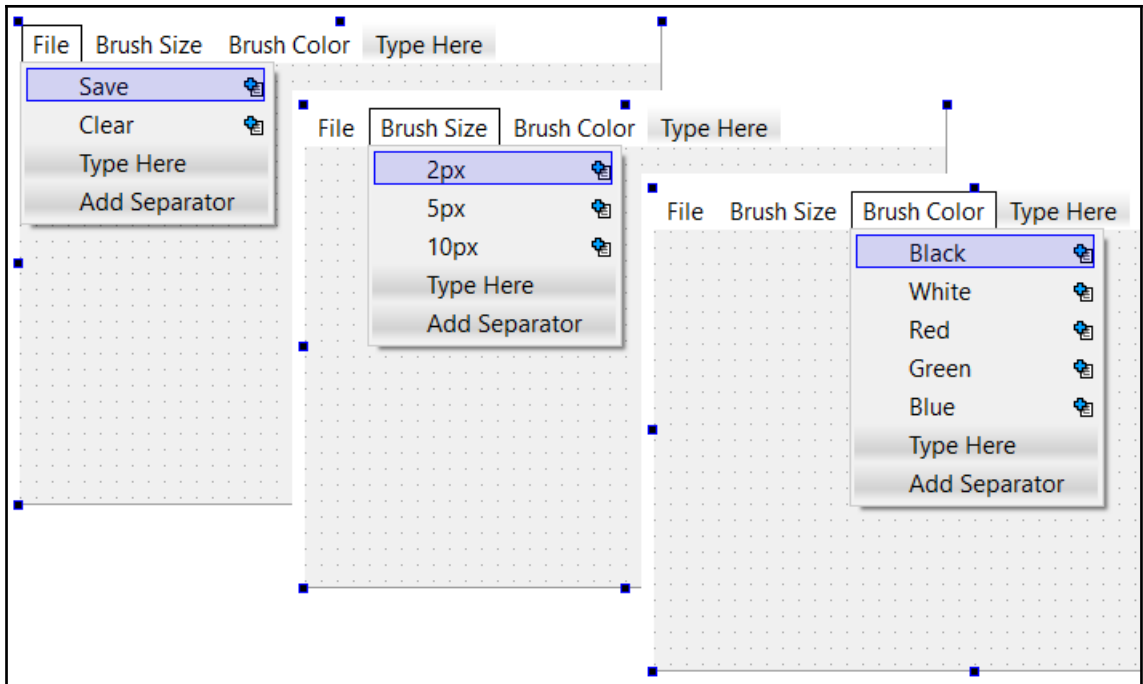 File Brush Size Brush Color Type Here
Save
Clear
Type Here
Add Separator
File Brush Size Brush Color Type Here
2px
5px
10px
Type Here
Add Separator
File Brush Size Brush Color Type Here
Black
White
Red
Green
Blue
Type Here
Add Separator